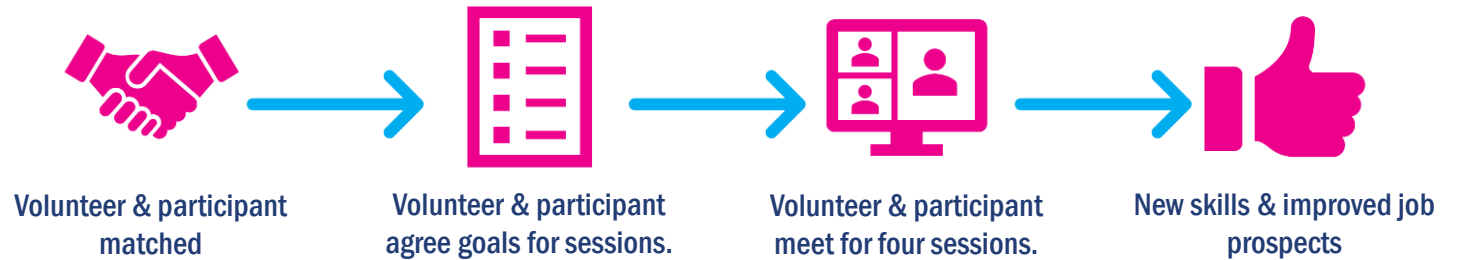 Volunteer & participant
matched
Volunteer & participant
agree goals for sessions.
Volunteer & participant
meet for four sessions.
New skills & improved job
prospects